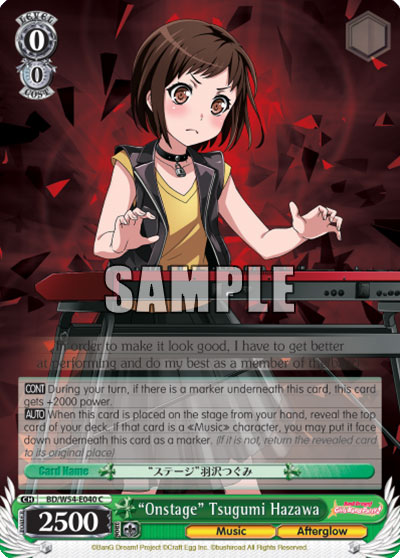 LEVEL
0
0
COST
SAMPLE
In order to make it look good, I have to get better
at performing and do my best as a member of the
CONT During your turn, if there is a marker underneath this card, this card
gets +2000 power.
AUTO When this card is placed on the stage from your hand, reveal the
top card of your deck. If that card is a «Music» character, you may put it face
down underneath this card as a marker. (If it is not, return the revealed card
to its original place)
Card Name
"ステージ"羽沢つぐみ
CH BD/W54-E040 C
"Onstage" Tsugumi Hazawa
POWER
2500
Music
Afterglow
©BanG Dream! Project ©Craft Egg Inc. ©bushiroad All Rights Reserved.